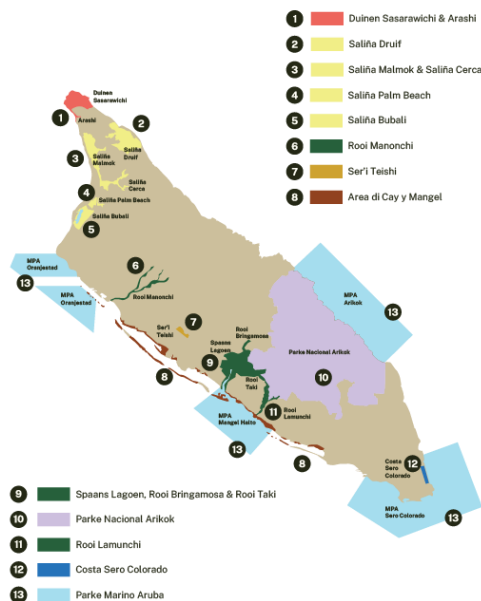 1 Duinen Sasarawichi & Arashi
2 Saliña Druif
3 Saliña Malmok & Saliña Cerca
4 Saliña Palm Beach
5 Saliña Bubali
6 Rooi Manonchi
7 Ser'i Teishi
8 Area di Cay y Mangel
Duinen
Sasarawichi
1
Arashi
2
Saliña
Druif
3
Saliña
Malmok
Saliña
Cerca
4
Saliña Palm Beach
Saliña Bubali
5
MPA
Oranjestad
13
MPA
Oranjestad
6
Rooi Manonchi
7
Ser'i
Teishi
8
MPA
Arikok
13
Rooi
Bringamosa
Spaans
Lagoen
9
Parke Nacional Arikok
10
Rooi
Taki
11
Rooi
Lamunchi
MPA
Mangel Halto
13
8
Costa
Sero
Colorado
12
MPA
Sero Colorado
13
9 Spaans Lagoen, Rooi Bringamosa & Rooi Taki
10 Parke Nacional Arikok
11 Rooi Lamunchi
12 Costa Sero Colorado
13 Parke Marino Aruba